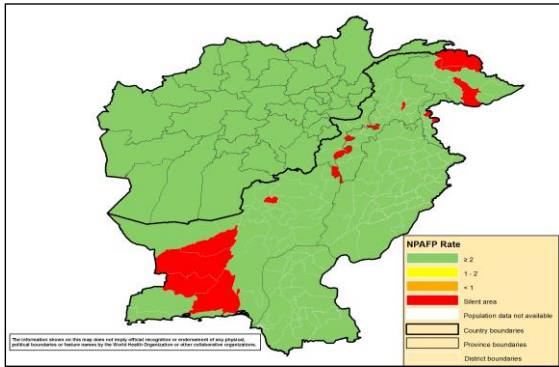 NPAFP Rate
≥ 2
1 - 2
< 1
Silent area
Population data not available
Country boundaries
Province boundaries
District boundaries
The information shown on this map does not imply official recognition or endorsement of any physical,
political boundaries or feature names by the World Health Organization or other collaborative organizations.